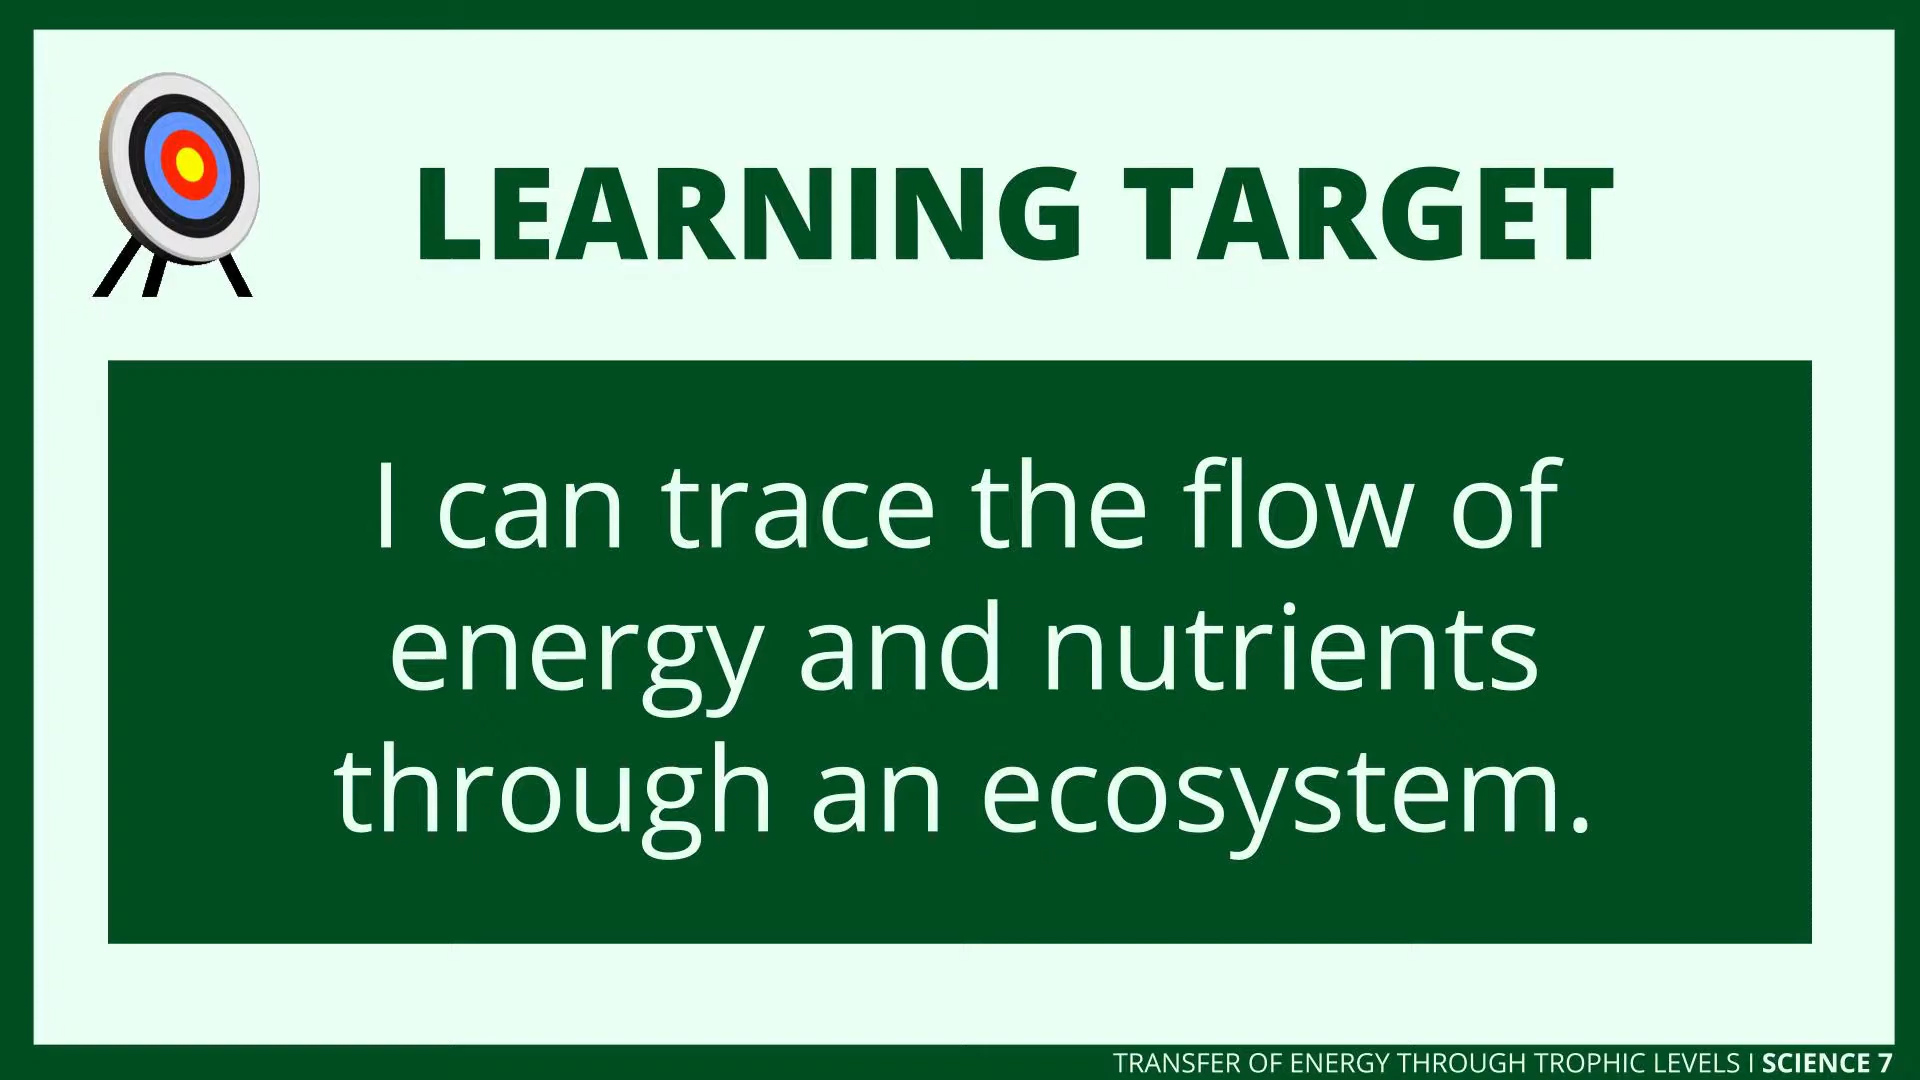 LEARNING TARGET
I can trace the flow of
energy and nutrients
through an ecosystem.
TRANSFER OF ENERGY THROUGH TROPHIC LEVELS I SCIENCE 7